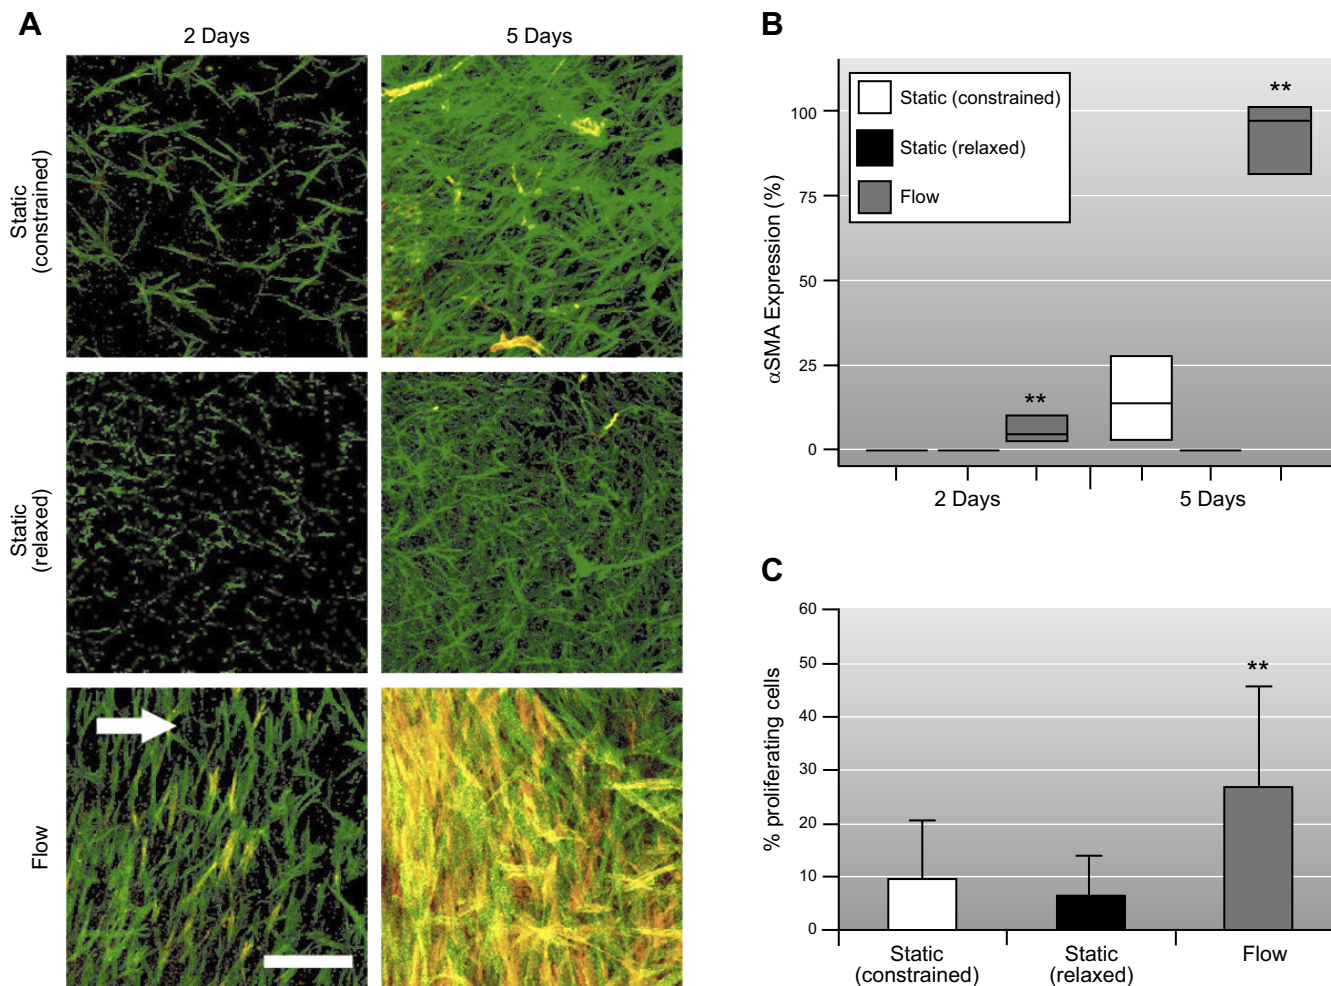 A
2 Days
5 Days
Static
(constrained)
Static
(relaxed)
Flow
B
αSMA Expression (%)
100
75
50
25
0
Static (constrained)
Static (relaxed)
Flow
**
**
2 Days
5 Days
C
% proliferating cells
60
50
40
30
20
10
0
**
Static
(constrained)
Static
(relaxed)
Flow